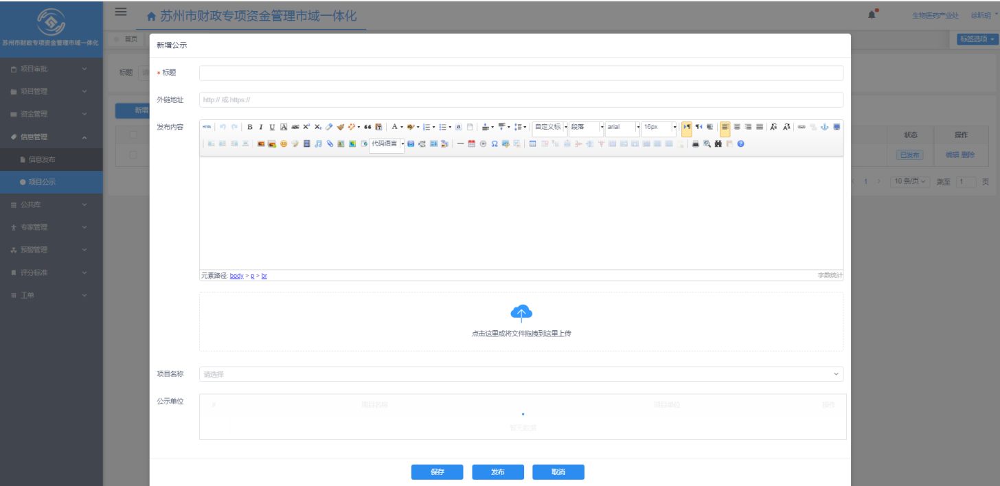 苏州市财政专项资金管理市域一体化
苏州市财政专项资金管理市域一体化
生物医药产业处
徐昕玥
首页
标签选项
新增公示
项目审批
项目管理
资金管理
信息管理
信息发布
项目公示
公共库
专家管理
预警管理
评分标准
工单
标题
请
新增
* 标题
外链地址
http:// 或 https://
发布内容
HTML B I U A ABC X² X₂ 自定义标 段落 arial 16px
代码语言
元素路径: body > p > br
字数统计
点击这里或将文件拖拽到这里上传
项目名称
请选择
公示单位
# 项目名称 项目单位 操作
暂无数据
保存 发布 取消
状态 操作
已发布 编辑 删除
1 10 条/页 跳至 1 页